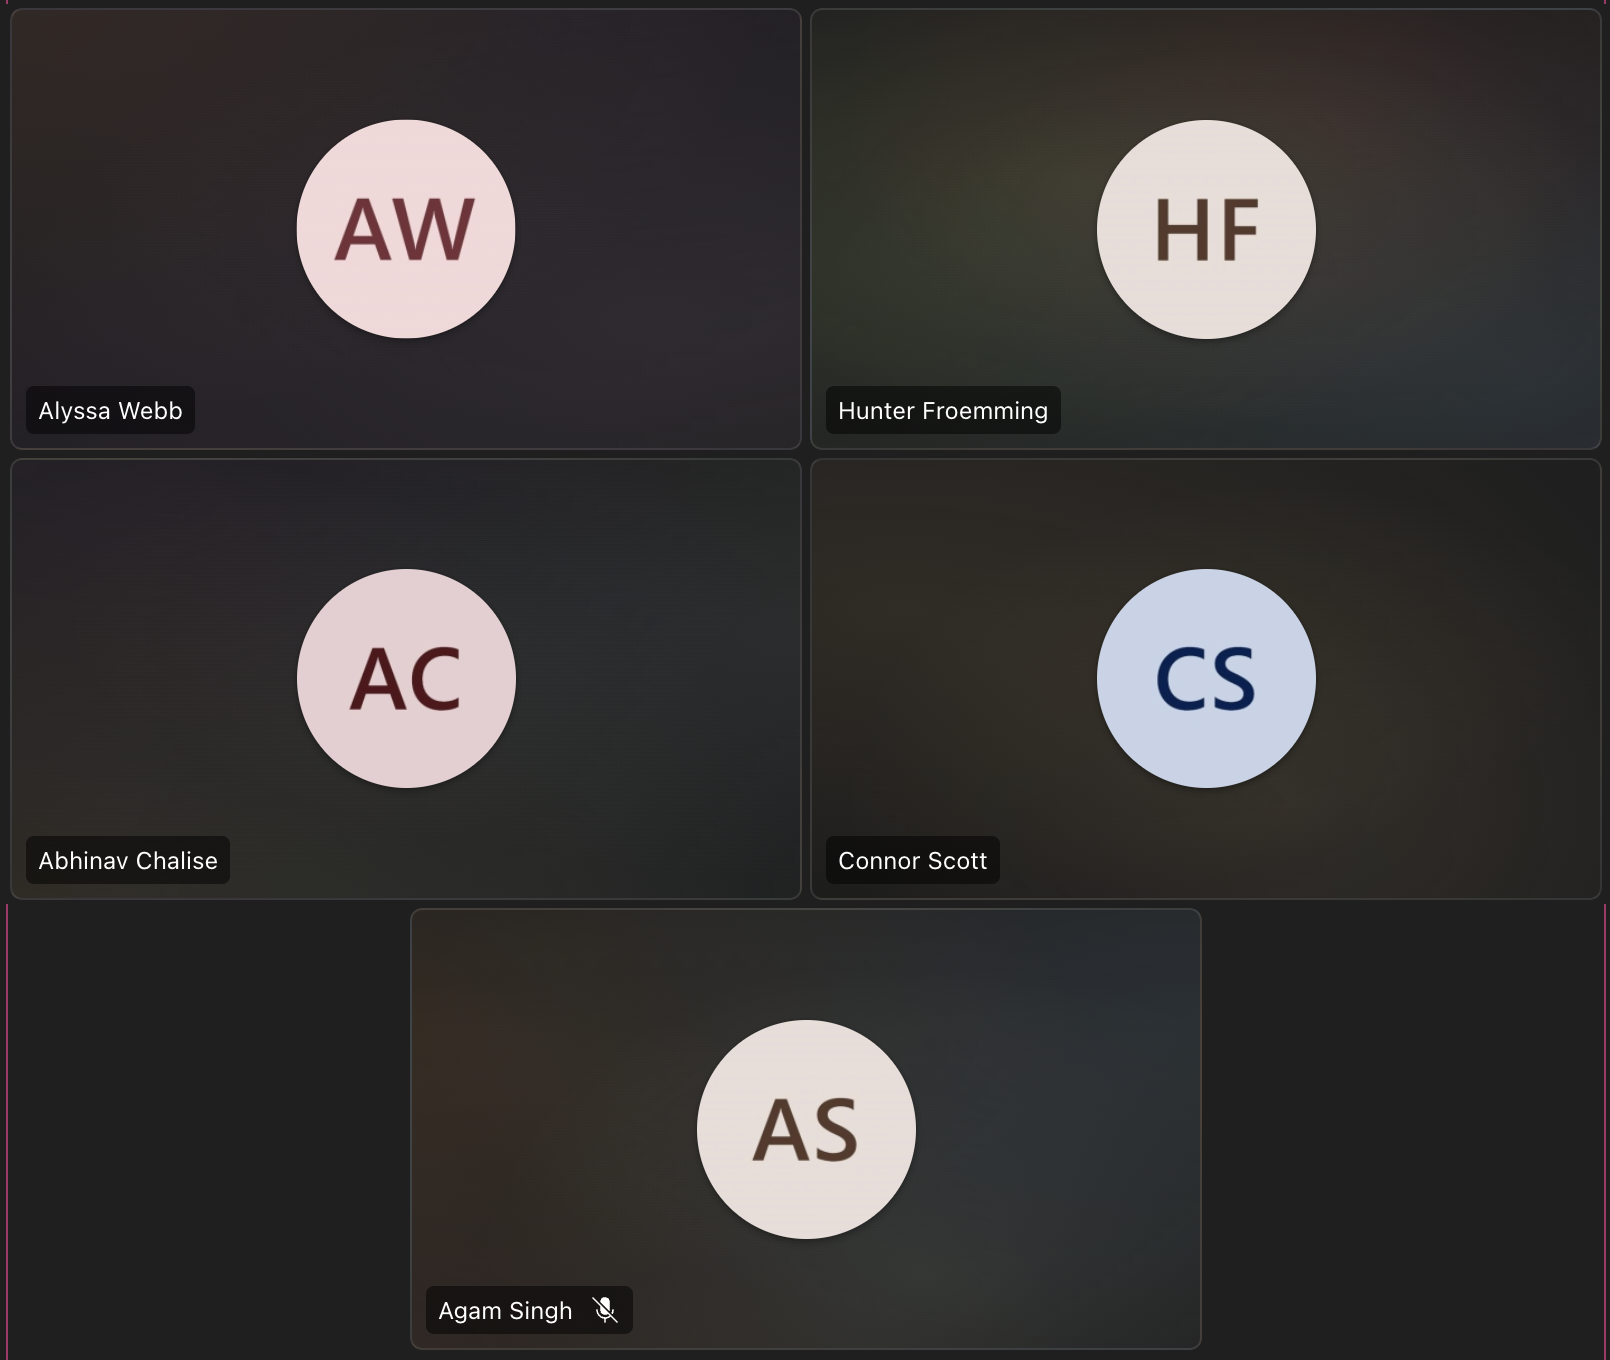 AW
Alyssa Webb
HF
Hunter Froemming
AC
Abhinav Chalise
CS
Connor Scott
AS
Agam Singh